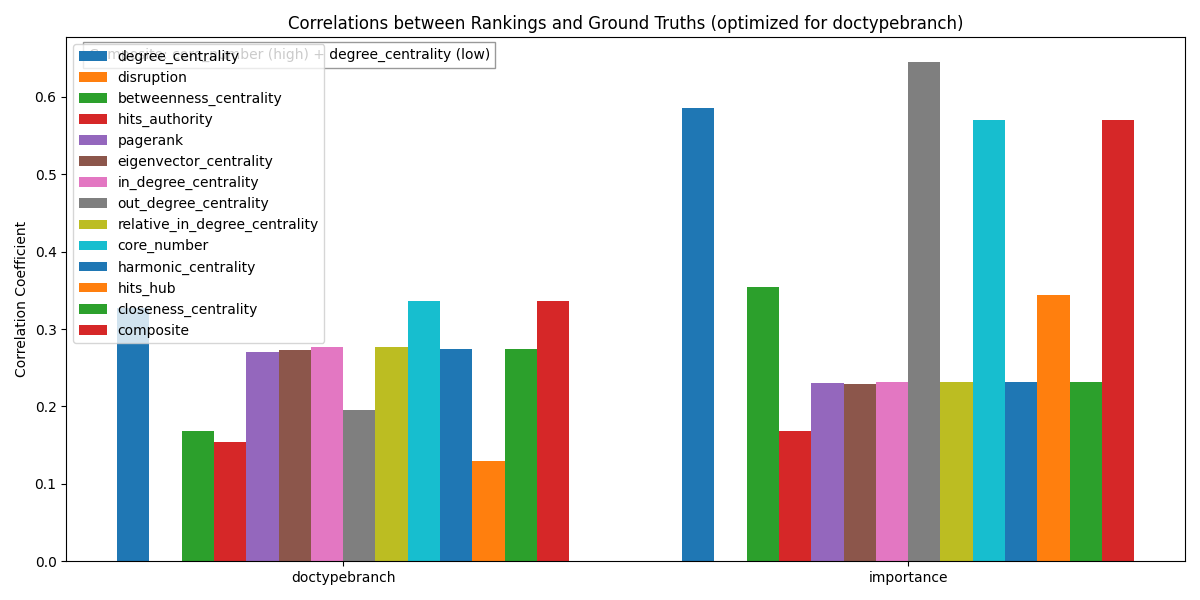 Correlations between Rankings and Ground Truths (optimized for doctypebranch)
Composite: core_number (high) + degree_centrality (low)
degree_centrality
disruption
betweenness_centrality
hits_authority
pagerank
eigenvector_centrality
in_degree_centrality
out_degree_centrality
relative_in_degree_centrality
core_number
harmonic_centrality
hits_hub
closeness_centrality
composite
Correlation Coefficient
0.6
0.5
0.4
0.3
0.2
0.1
0.0
doctypebranch
importance